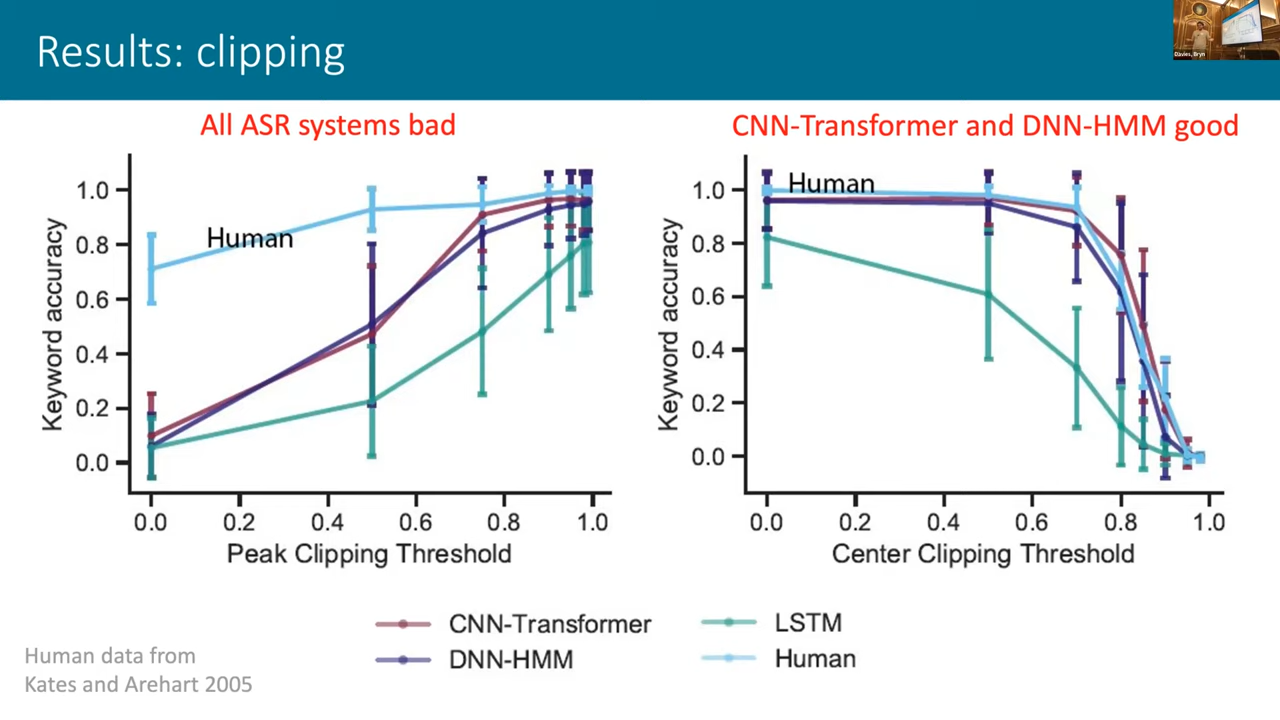 Results: clipping
Davies, Bryn
All ASR systems bad
CNN-Transformer and DNN-HMM good
Human
Keyword accuracy
1.0
0.8
0.6
0.4
0.2
0.0
0.0 0.2 0.4 0.6 0.8 1.0
Peak Clipping Threshold
Human
Keyword accuracy
1.0
0.8
0.6
0.4
0.2
0.0
0.0 0.2 0.4 0.6 0.8 1.0
Center Clipping Threshold
CNN-Transformer
LSTM
DNN-HMM
Human
Human data from
Kates and Arehart 2005